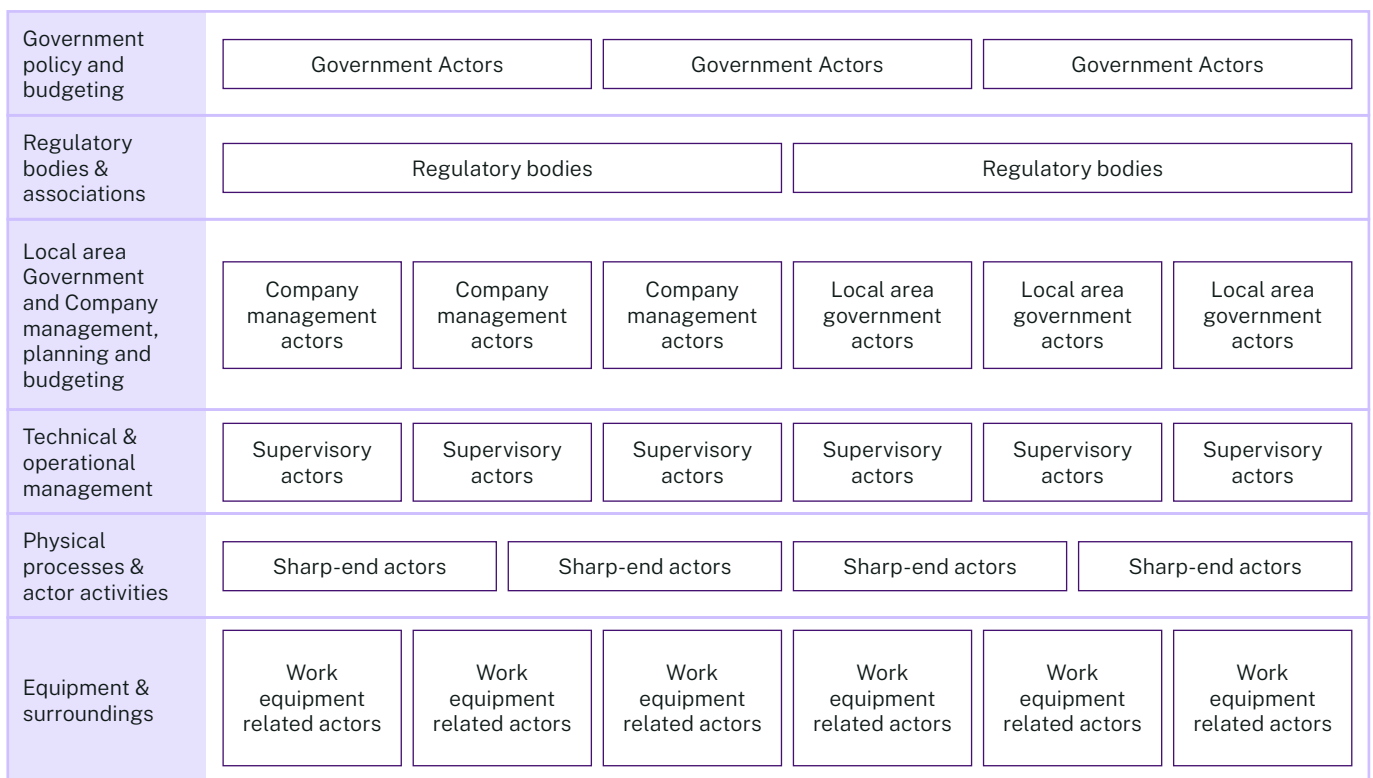 Government
policy and
budgeting
Government Actors
Government Actors
Government Actors
Regulatory
bodies &
associations
Regulatory bodies
Regulatory bodies
Local area
Government
and Company
management,
planning and
budgeting
Company
management
actors
Company
management
actors
Company
management
actors
Local area
government
actors
Local area
government
actors
Local area
government
actors
Technical &
operational
management
Supervisory
actors
Supervisory
actors
Supervisory
actors
Supervisory
actors
Supervisory
actors
Supervisory
actors
Physical
processes &
actor activities
Sharp-end actors
Sharp-end actors
Sharp-end actors
Sharp-end actors
Equipment &
surroundings
Work
equipment
related actors
Work
equipment
related actors
Work
equipment
related actors
Work
equipment
related actors
Work
equipment
related actors
Work
equipment
related actors